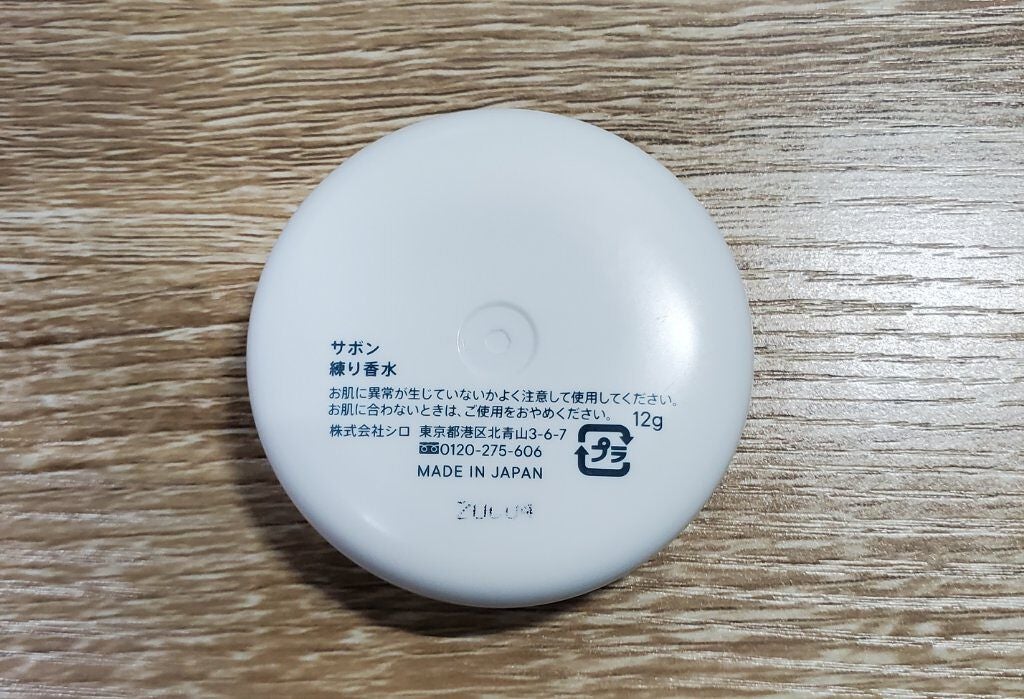 サボン
練り香水
お肌に異常が生じていないかよく注意して使用してください。
お肌に合わないときは、ご使用をおやめください。 12g
株式会社シロ 東京都港区北青山3-6-7
0120-275-606
プラ
MADE IN JAPAN